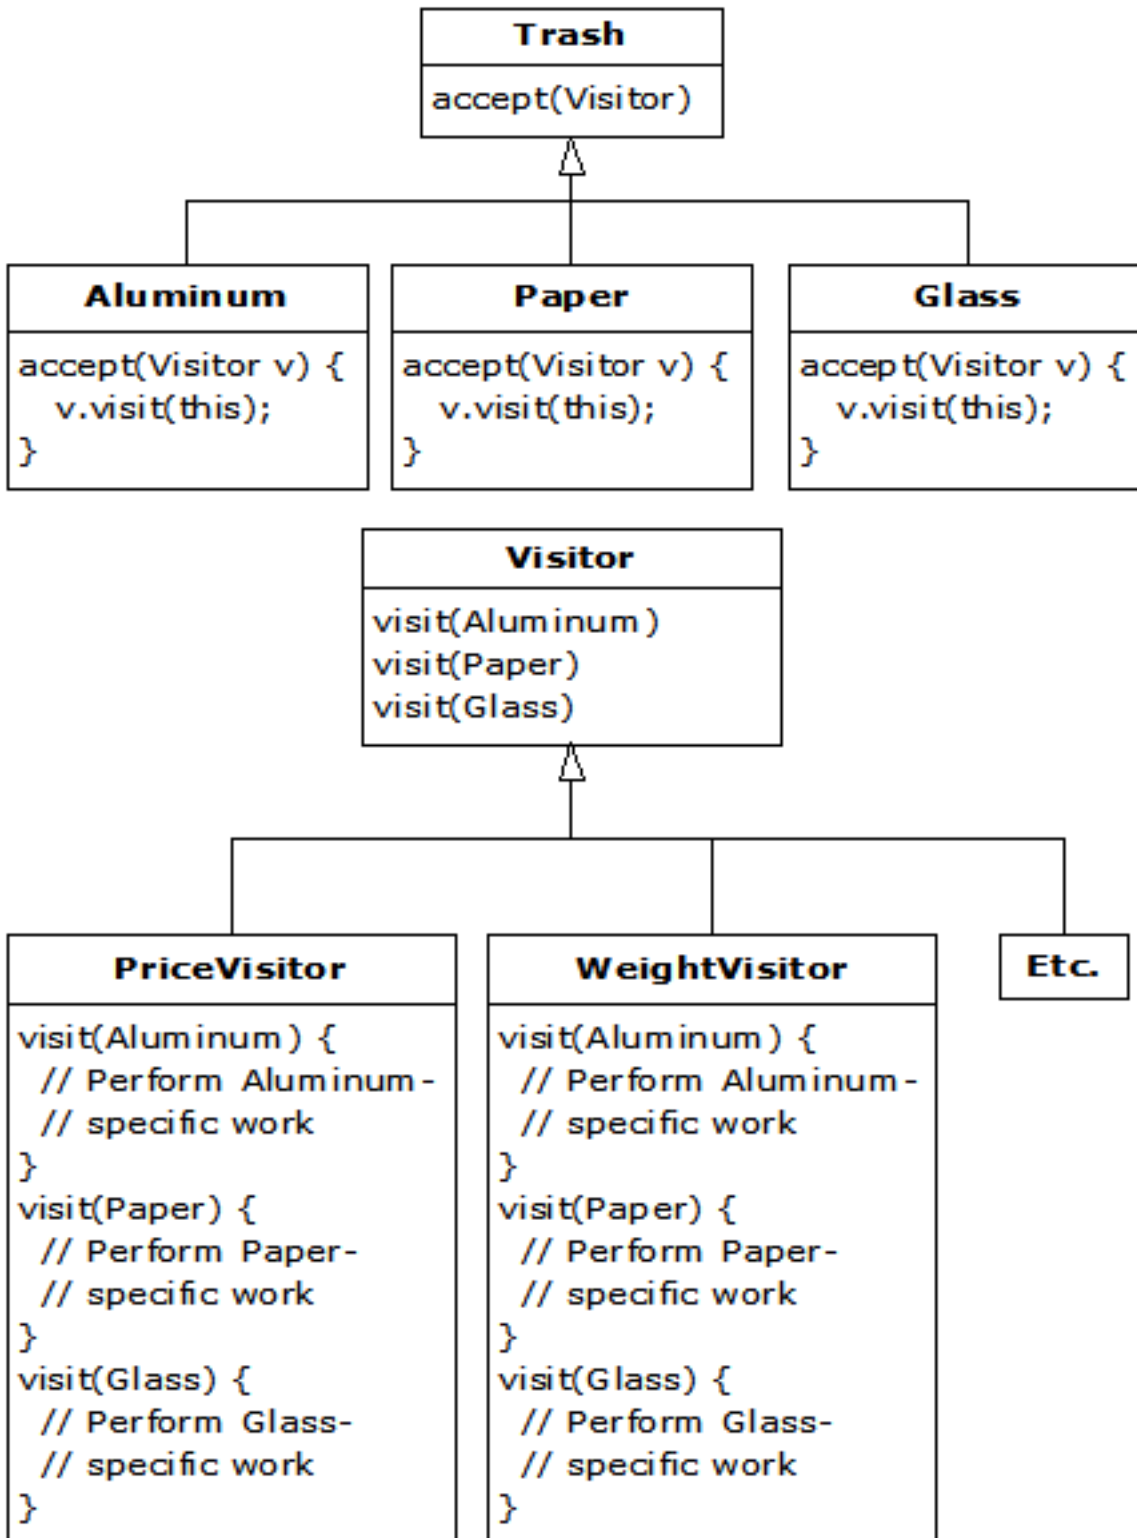 Trash
accept(Visitor)
Aluminum
accept(Visitor v) {
v.visit(this);
}
Paper
accept(Visitor v) {
v.visit(this);
}
Glass
accept(Visitor v) {
v.visit(this);
}
Visitor
visit(Aluminum)
visit(Paper)
visit(Glass)
PriceVisitor
visit(Aluminum) {
// Perform Aluminum-
// specific work
}
visit(Paper) {
// Perform Paper-
// specific work
}
visit(Glass) {
// Perform Glass-
// specific work
}
WeightVisitor
visit(Aluminum) {
// Perform Aluminum-
// specific work
}
visit(Paper) {
// Perform Paper-
// specific work
}
visit(Glass) {
// Perform Glass-
// specific work
}
Etc.